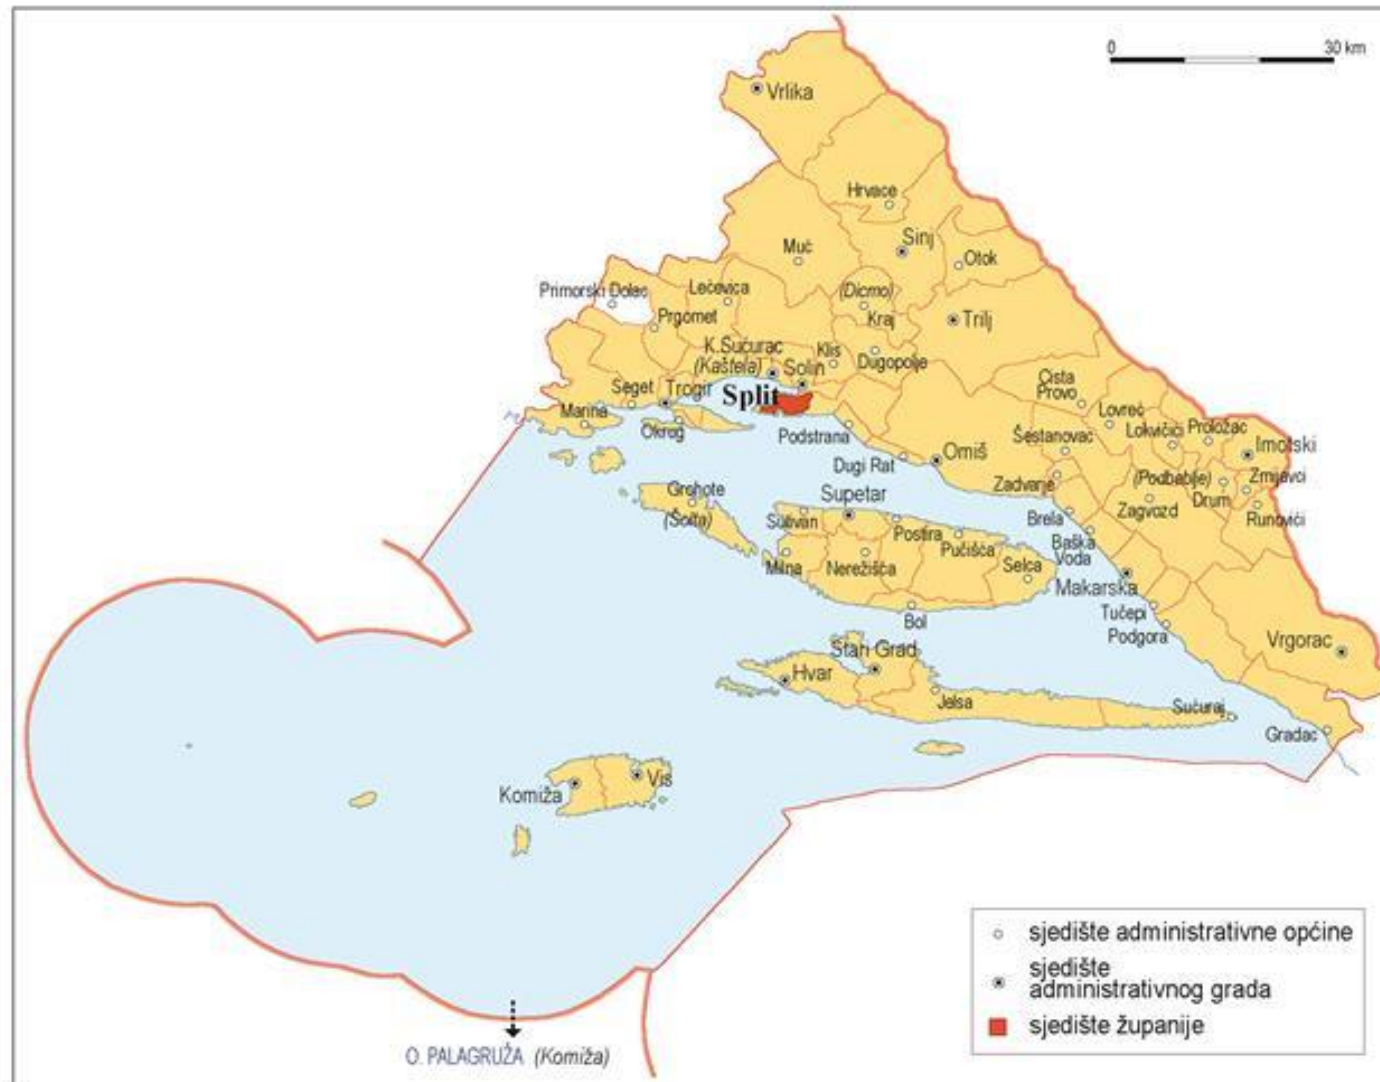 0 30 km
Vrlika
Hrvace
Sinj
Muć
Otok
Primorski Dolac
Lećevica
(Dicmo)
Kraj
Prgomet
Trilj
K.Sućurac
(Kaštela)
Solin
Klis
Dugopolje
Seget
Trogir
Split
Marina
Okrug
Podstrana
Cista
Provo
Lovreć
Lokvičići
Proložac
Šestanovac
Imotski
Dugi Rat
Omiš
Zadvarje
(Podbablje)
Zmijavci
Drum
Zagvozd
Runovići
Grohote
(Šolta)
Supetar
Sutivan
Postira
Pučišća
Brela
Baška
Voda
Milna
Nerežišća
Selca
Makarska
Bol
Tučepi
Podgora
Stari Grad
Vrgorac
Hvar
Jelsa
Sućuraj
Gradac
Komiža
Vis
sjedište administrativne općine
sjedište
administrativnog grada
sjedište županije
O. PALAGRUŽA (Komiža)